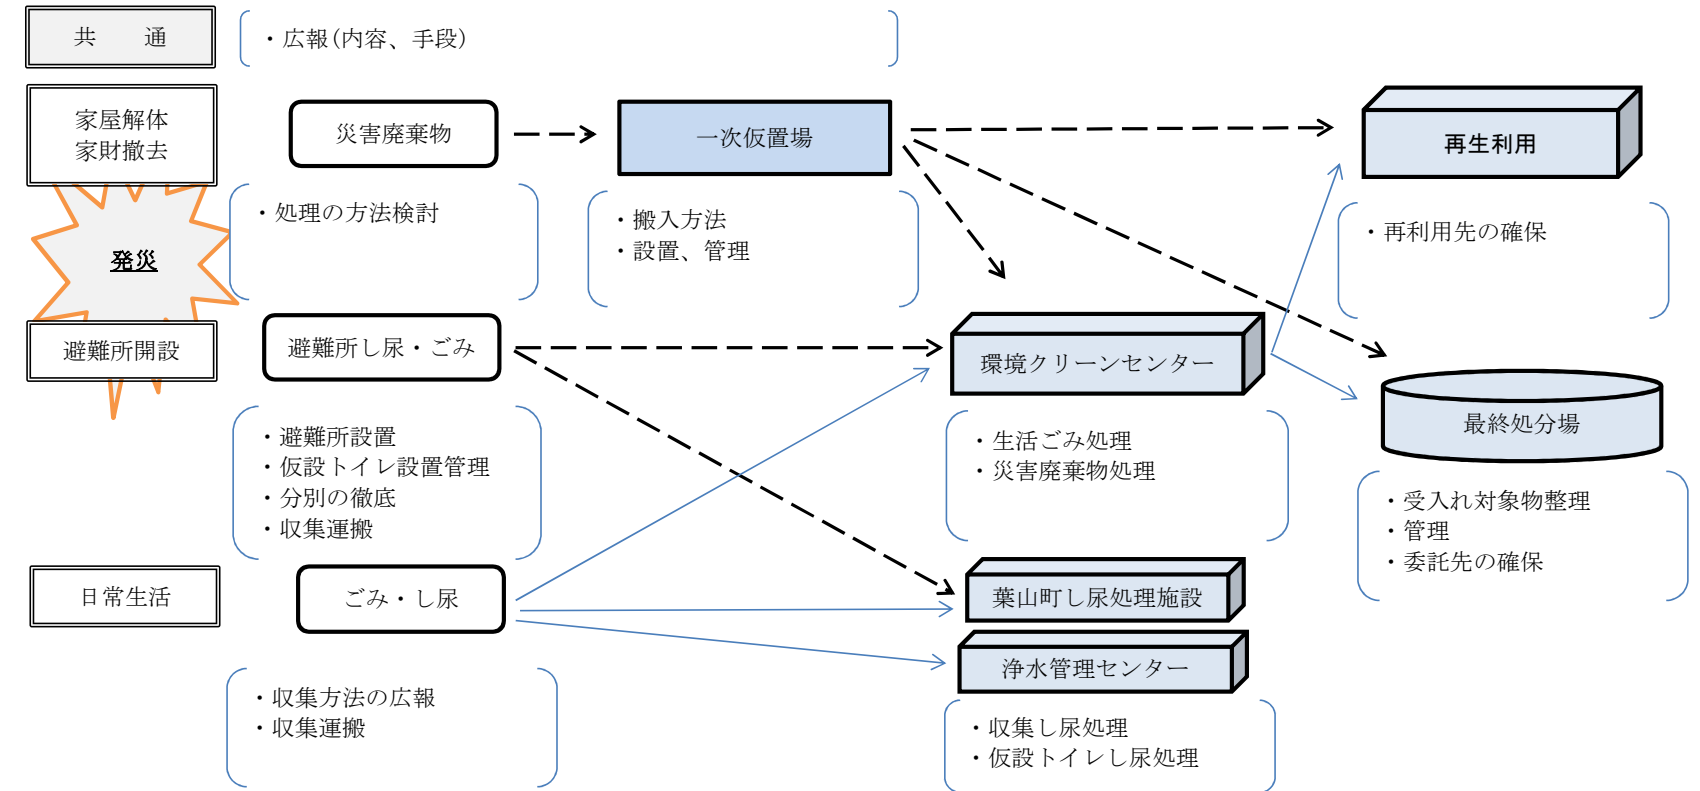 共　　通
・広報(内容、手段)
家屋解体
家財撤去
災害廃棄物
一次仮置場
再生利用
・処理の方法検討
・搬入方法
・設置、管理
・再利用先の確保
発災
避難所開設
避難所し尿・ごみ
環境クリーンセンター
最終処分場
・避難所設置
・仮設トイレ設置管理
・分別の徹底
・収集運搬
・生活ごみ処理
・災害廃棄物処理
・受入れ対象物整理
・管理
・委託先の確保
日常生活
ごみ・し尿
葉山町し尿処理施設
浄水管理センター
・収集方法の広報
・収集運搬
・収集し尿処理
・仮設トイレし尿処理